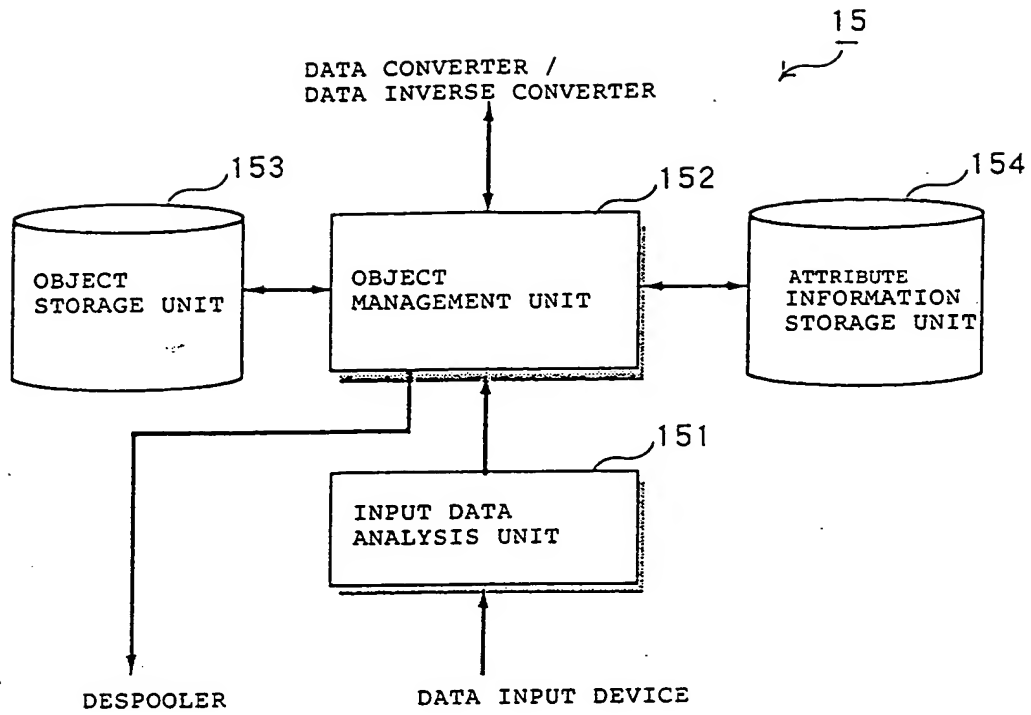 15
DATA CONVERTER /
DATA INVERSE CONVERTER
153
152
154
OBJECT
STORAGE UNIT
OBJECT
MANAGEMENT UNIT
ATTRIBUTE
INFORMATION
STORAGE UNIT
151
INPUT DATA
ANALYSIS UNIT
DESPOOLER
DATA INPUT DEVICE